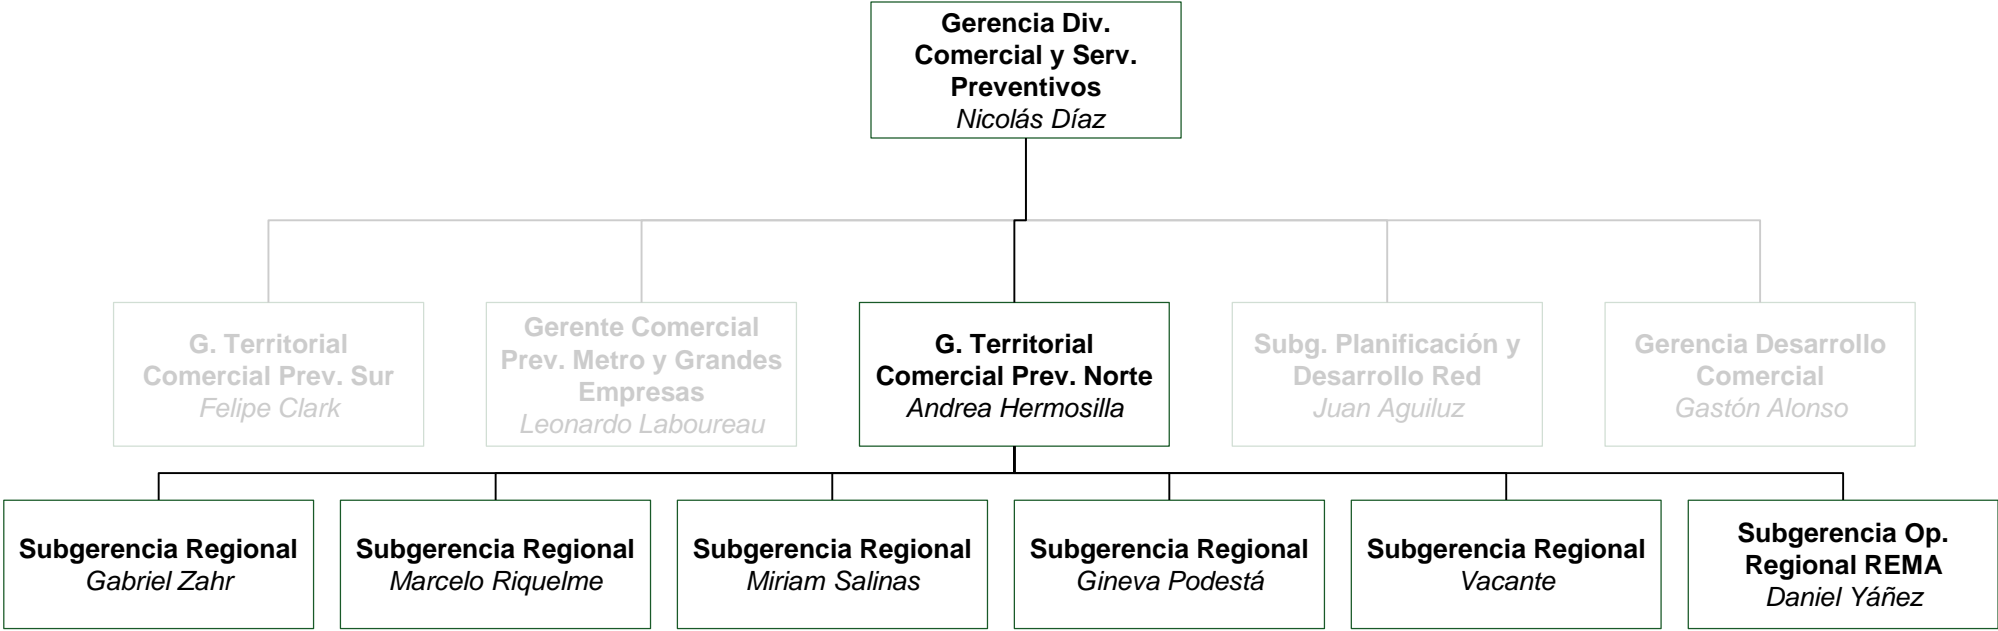 Gerencia Div.
Comercial y Serv.
Preventivos
Nicolás Díaz
G. Territorial
Comercial Prev. Sur
Felipe Clark
Gerente Comercial
Prev. Metro y Grandes
Empresas
Leonardo Laboureau
G. Territorial
Comercial Prev. Norte
Andrea Hermosilla
Subg. Planificación y
Desarrollo Red
Juan Aguiluz
Gerencia Desarrollo
Comercial
Gastón Alonso
Subgerencia Regional
Gabriel Zahr
Subgerencia Regional
Marcelo Riquelme
Subgerencia Regional
Miriam Salinas
Subgerencia Regional
Gineva Podestá
Subgerencia Regional
Vacante
Subgerencia Op.
Regional REMA
Daniel Yáñez